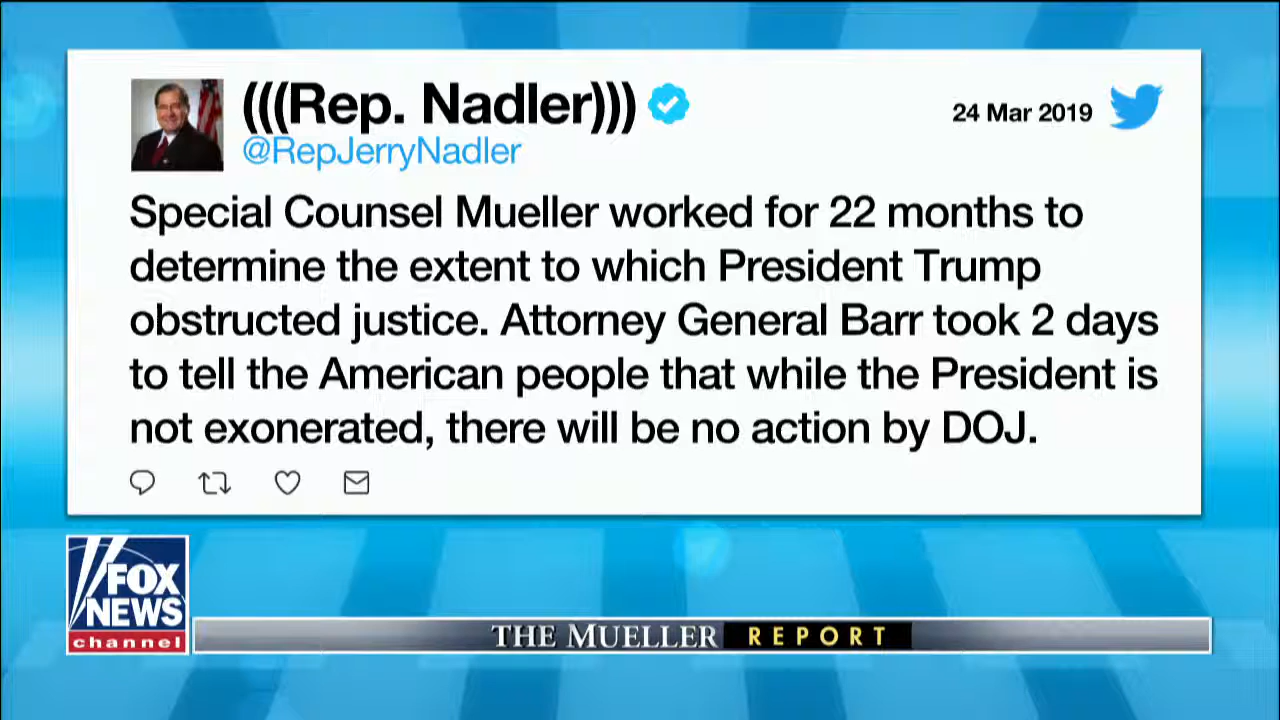 (((Rep. Nadler)))
24 Mar 2019
@RepJerryNadler
Special Counsel Mueller worked for 22 months to
determine the extent to which President Trump
obstructed justice. Attorney General Barr took 2 days
to tell the American people that while the President is
not exonerated, there will be no action by DOJ.
FOX
NEWS
channel
THE MUELLER REPORT